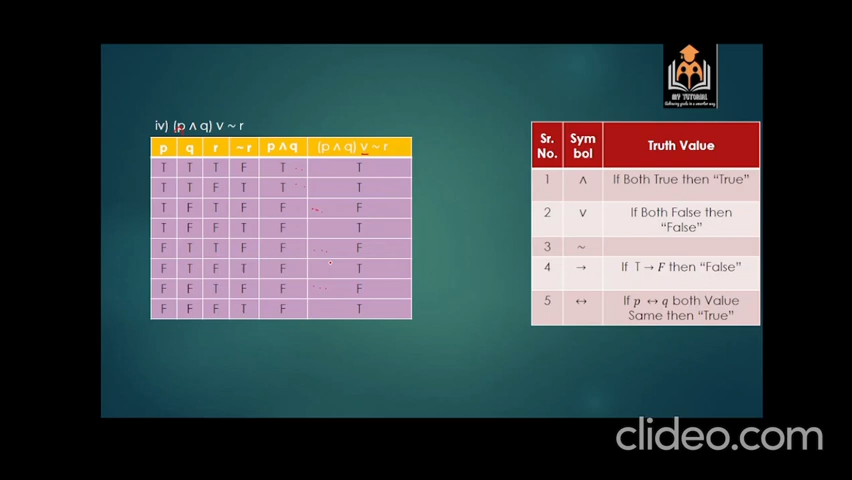 MY TUTORIAL
iv) (p ∧ q) ∨ ~ r
p q r ~r p ∧ q (p ∧ q) ∨ ~ r
T T T F T T
T T F T T T
T F T F F F
T F F T F T
F T T F F F
F T F T F T
F F T F F F
F F F T F T
Sr. No. Sym bol Truth Value
1 ∧ If Both True then “True”
2 ∨ If Both False then
“False”
3 ~
4 → If T → F then “False”
5 ↔ If p ↔ q both Value
Same then “True”
clideo.com